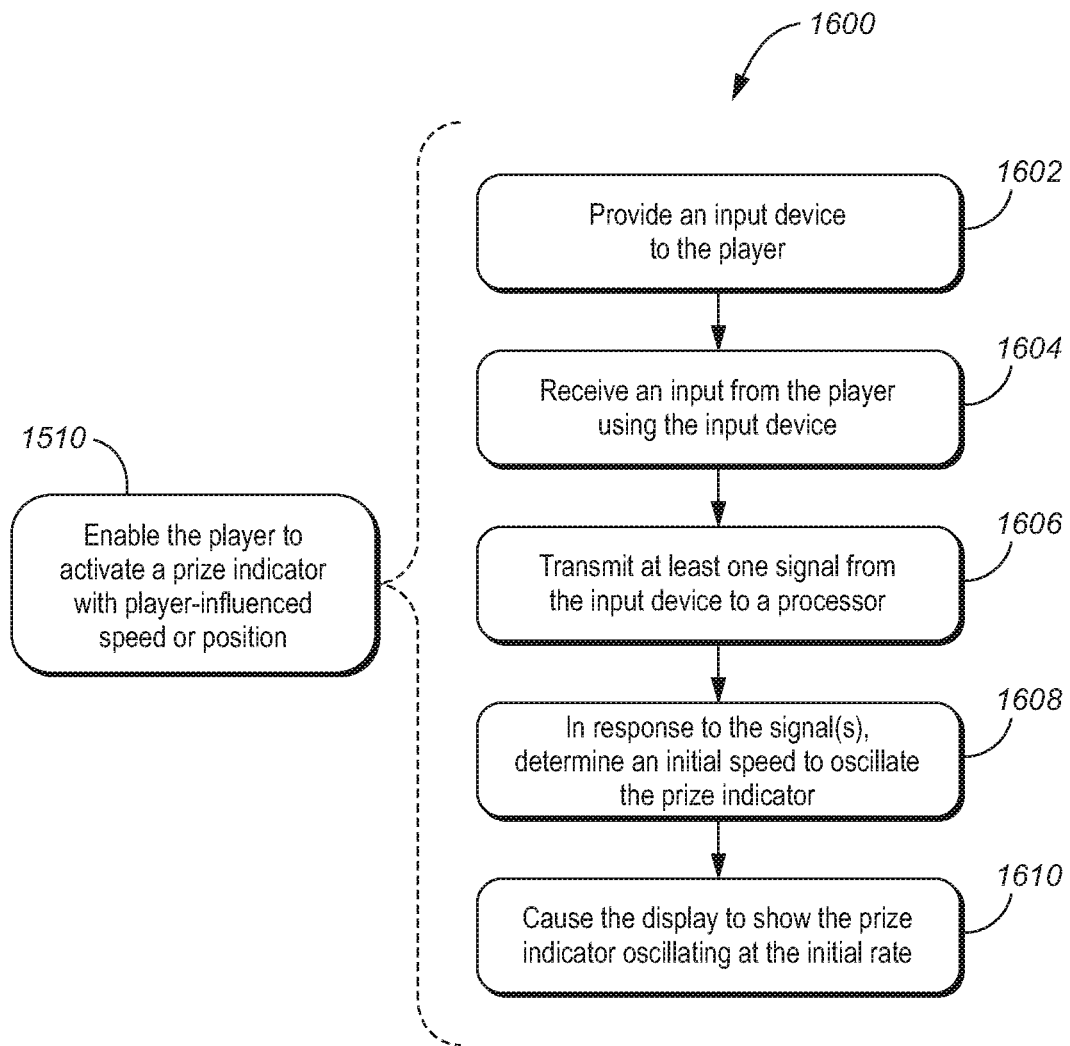 1600
1602
Provide an input device
to the player
1604
Receive an input from the player
using the input device
1510
Enable the player to
activate a prize indicator
with player-influenced
speed or position
1606
Transmit at least one signal from
the input device to a processor
1608
In response to the signal(s),
determine an initial speed to oscillate
the prize indicator
1610
Cause the display to show the prize
indicator oscillating at the initial rate